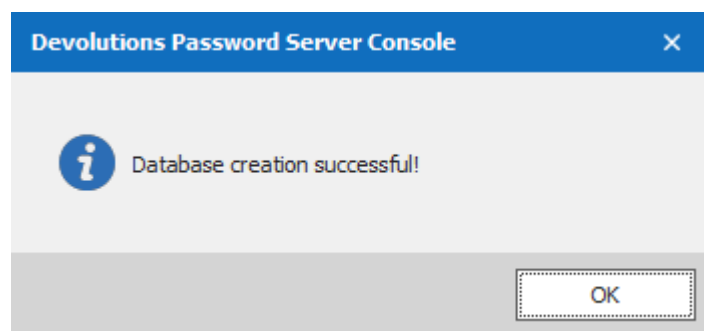 Devolutions Password Server Console
Database creation successful!
OK